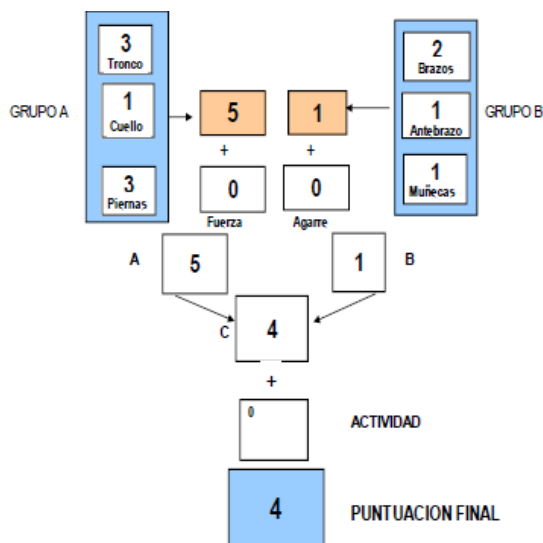 3
Tronco
GRUPO A
1
Cuello
3
Piernas
5
1
2
Brazos
1
Antebrazo
GRUPO B
1
Muñecas
+
+
0
0
Fuerza
Agarre
A
5
1
B
C
4
+
0
ACTIVIDAD
4
PUNTUACION FINAL